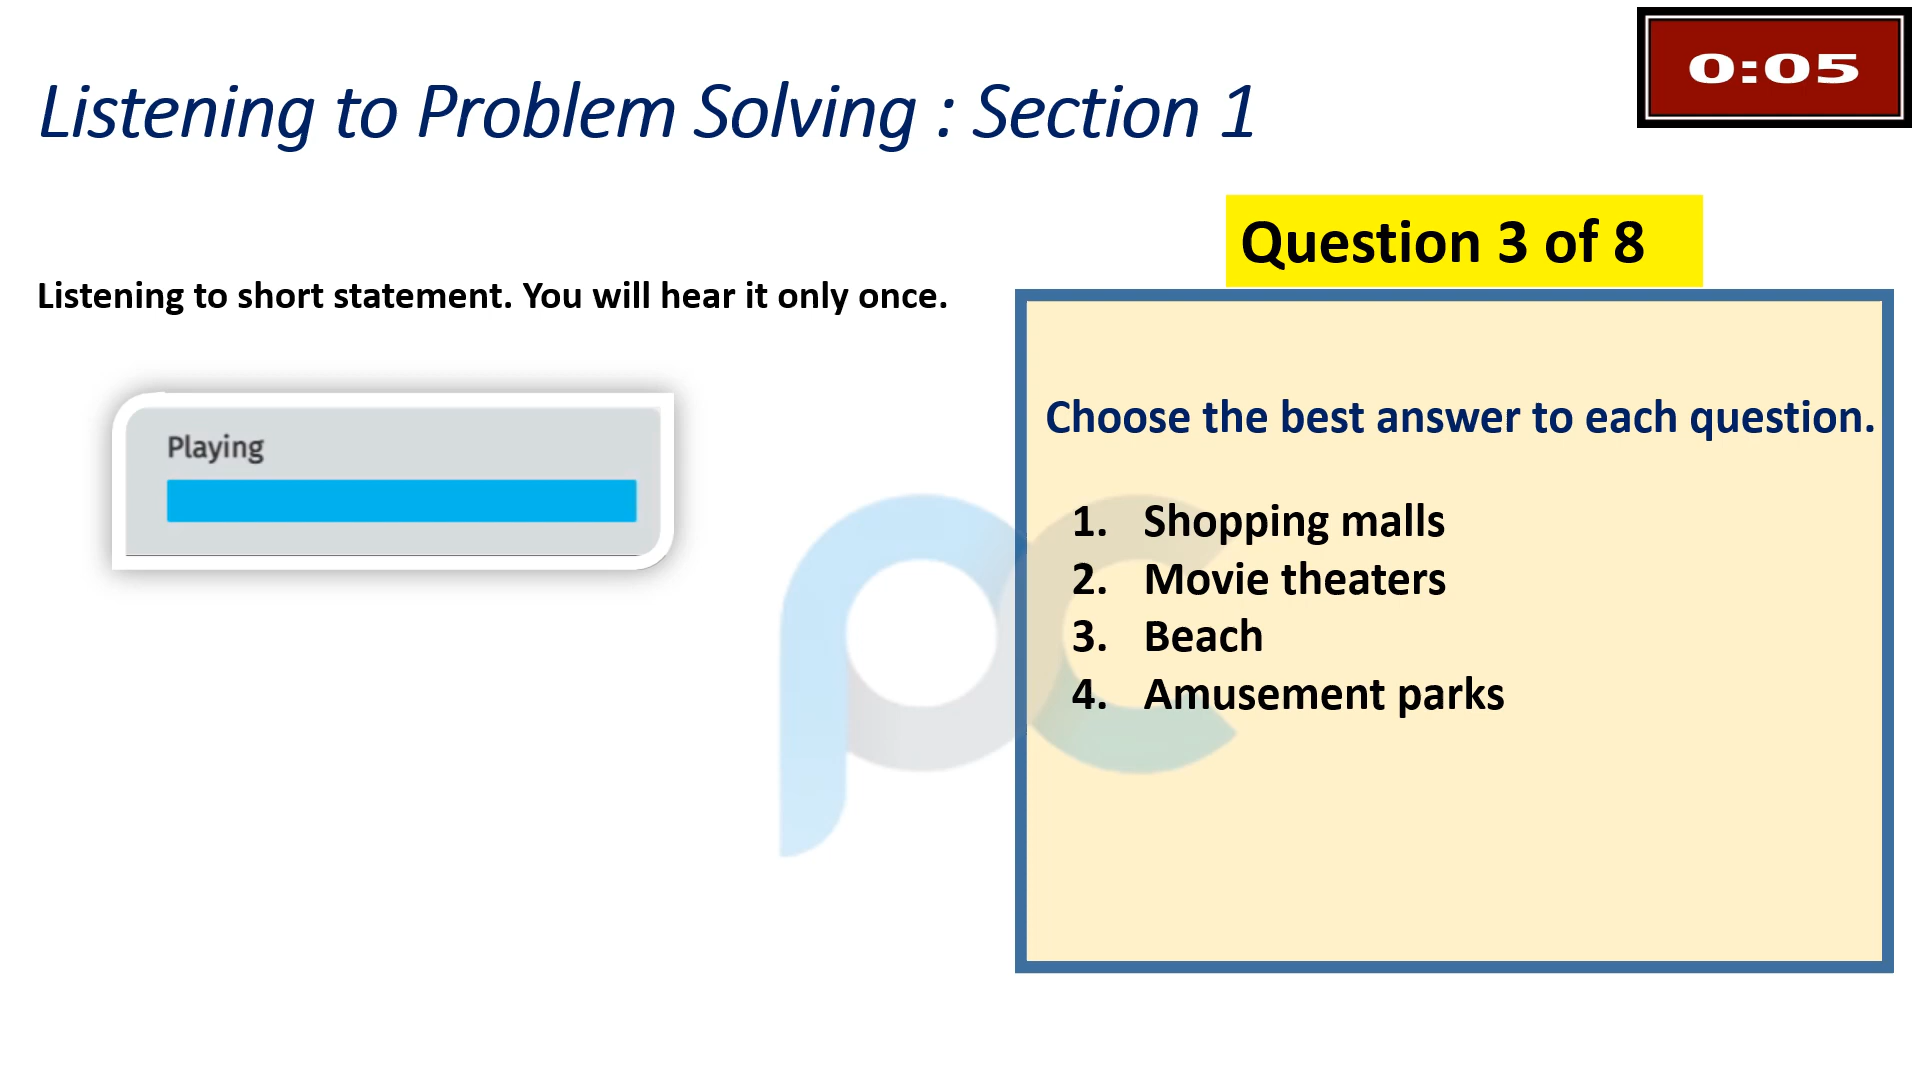 0:05
Listening to Problem Solving : Section 1
Question 3 of 8
Listening to short statement. You will hear it only once.
Playing
Choose the best answer to each question.
1. Shopping malls
2. Movie theaters
3. Beach
4. Amusement parks